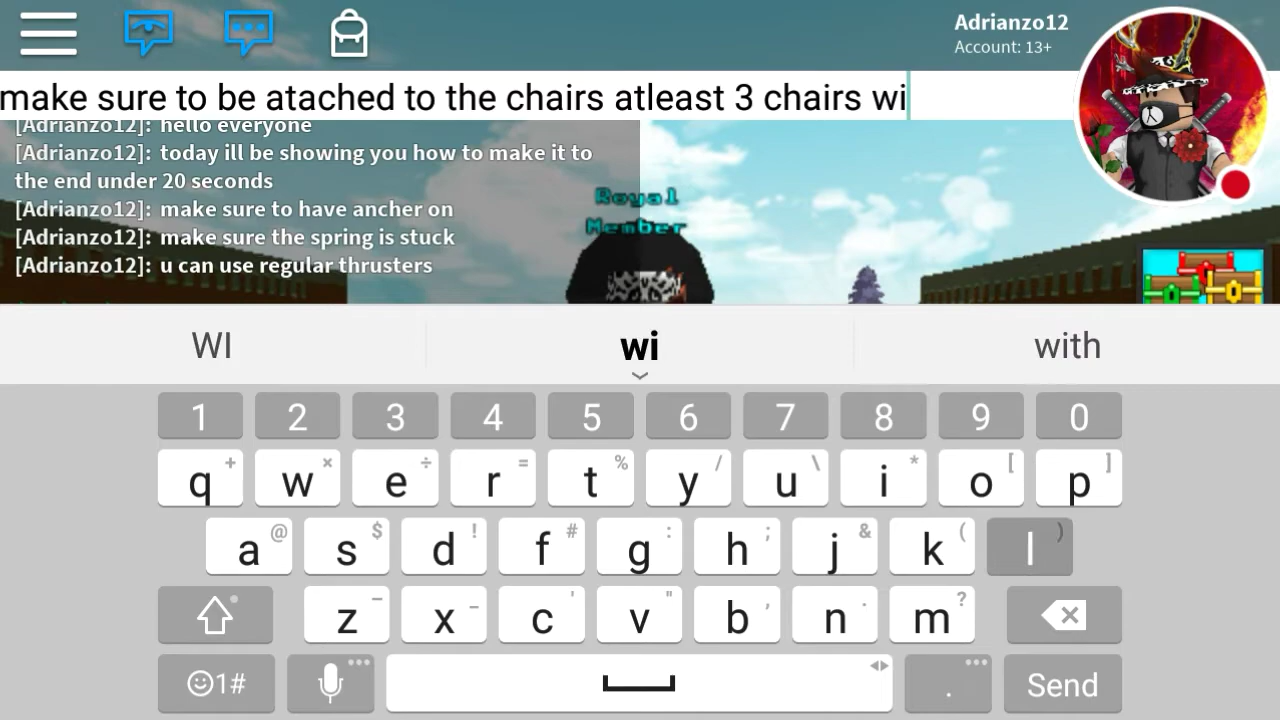 Adrianzo12
Account: 13+
make sure to be atached to the chairs atleast 3 chairs wi
[Adrianzo12]: hello everyone
[Adrianzo12]: today ill be showing you how to make it to
the end under 20 seconds
[Adrianzo12]: make sure to have ancher on
[Adrianzo12]: make sure the spring is stuck
[Adrianzo12]: u can use regular thrusters
Royal
Member
WI wi with
1 2 3 4 5 6 7 8 9 0
q + w × e ÷ r = t % y / u \ i * o [ p ]
a @ s $ d ! f # g : h ; j & k ( l )
z – x _ c ' v " b , n . m ?
☺1# ... . ... Send